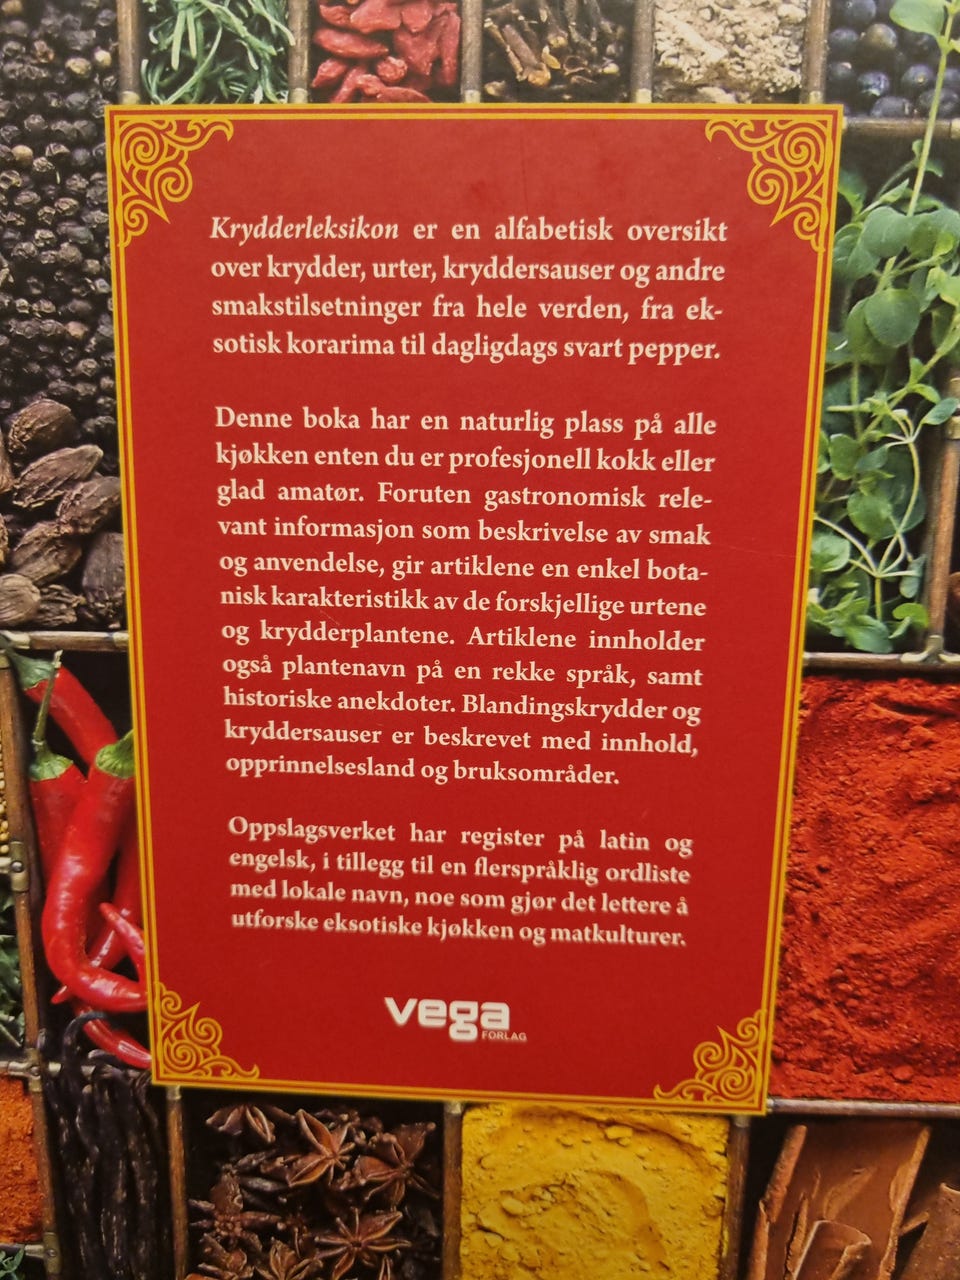 Krydderleksikon er en alfabetisk oversikt
over krydder, urter, kryddersauser og andre
smakstilsetninger fra hele verden, fra ek-
sotisk korarima til dagligdags svart pepper.
Denne boka har en naturlig plass på alle
kjøkken enten du er profesjonell kokk eller
glad amatør. Foruten gastronomisk rele-
vant informasjon som beskrivelse av smak
og anvendelse, gir artiklene en enkel bota-
nisk karakteristikk av de forskjellige urtene
og krydderplantene. Artiklene innholder
også plantenavn på en rekke språk, samt
historiske anekdoter. Blandingskrydder og
kryddersauser er beskrevet med innhold,
opprinnelsesland og bruksområder.
Oppslagsverket har register på latin og
engelsk, i tillegg til en flerspråklig ordliste
med lokale navn, noe som gjør det lettere å
utforske eksotiske kjøkken og matkulturer.
vega
FORLAG